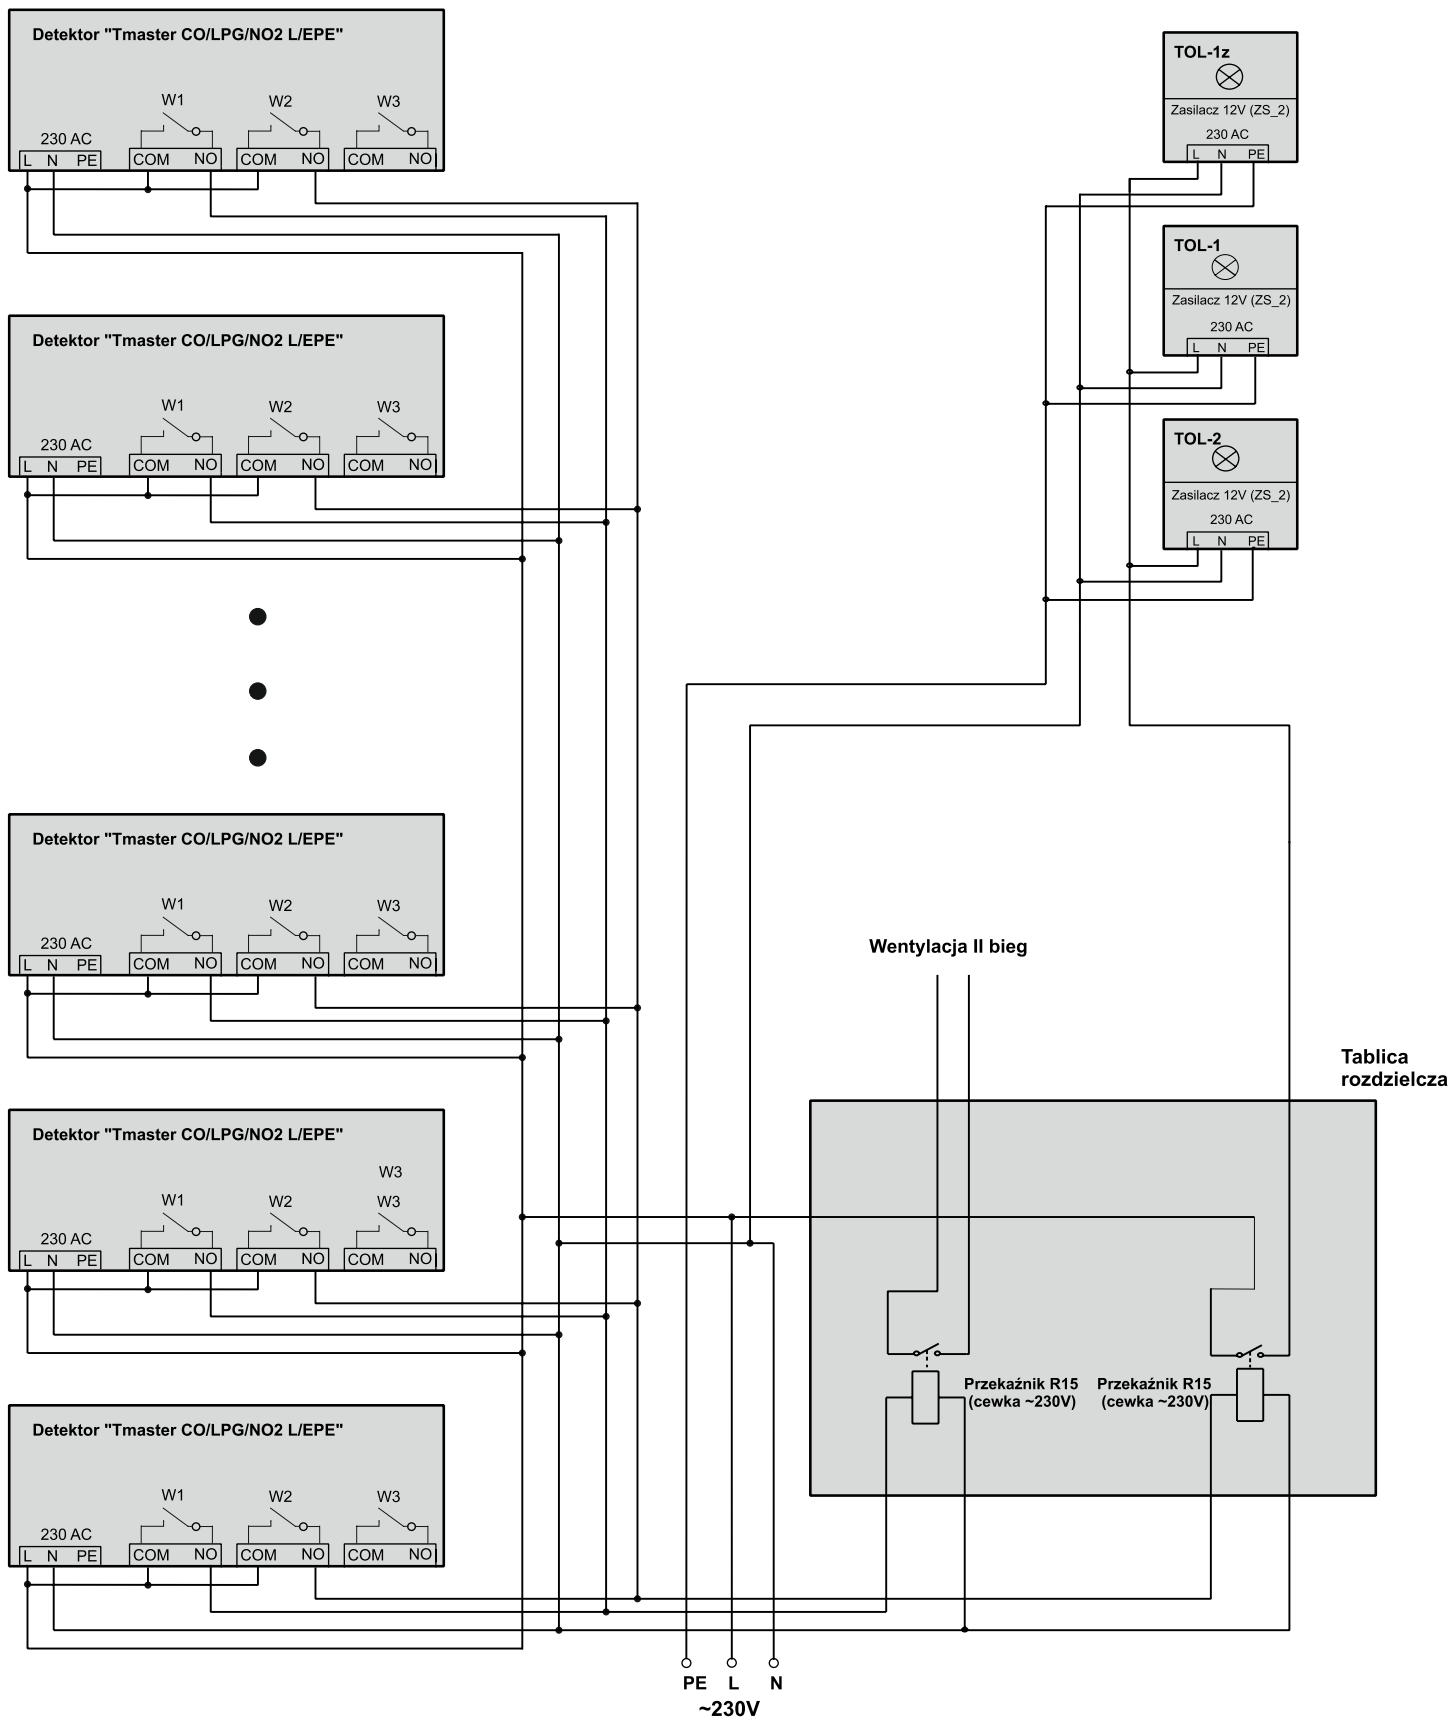 Detektor "Tmaster CO/LPG/NO2 L/EPE"
W1 W2 W3
230 AC
L N PE COM NO COM NO COM NO
Detektor "Tmaster CO/LPG/NO2 L/EPE"
W1 W2 W3
230 AC
L N PE COM NO COM NO COM NO
Detektor "Tmaster CO/LPG/NO2 L/EPE"
W1 W2 W3
230 AC
L N PE COM NO COM NO COM NO
Detektor "Tmaster CO/LPG/NO2 L/EPE"
W3
W1 W2 W3
230 AC
L N PE COM NO COM NO COM NO
Detektor "Tmaster CO/LPG/NO2 L/EPE"
W1 W2 W3
230 AC
L N PE COM NO COM NO COM NO
TOL-1z
Zasilacz 12V (ZS_2)
230 AC
L N PE
TOL-1
Zasilacz 12V (ZS_2)
230 AC
L N PE
TOL-2
Zasilacz 12V (ZS_2)
230 AC
L N PE
Wentylacja II bieg
Tablica
rozdzielcza
Przekaźnik R15
(cewka ~230V)
Przekaźnik R15
(cewka ~230V)
PE L N
~230V